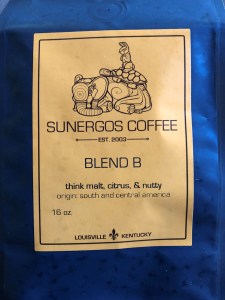 SUNERGOS COFFEE
EST. 2003
BLEND B
think malt, citrus, & nutty
origin: south and central america
16 oz.
LOUISVILLE KENTUCKY